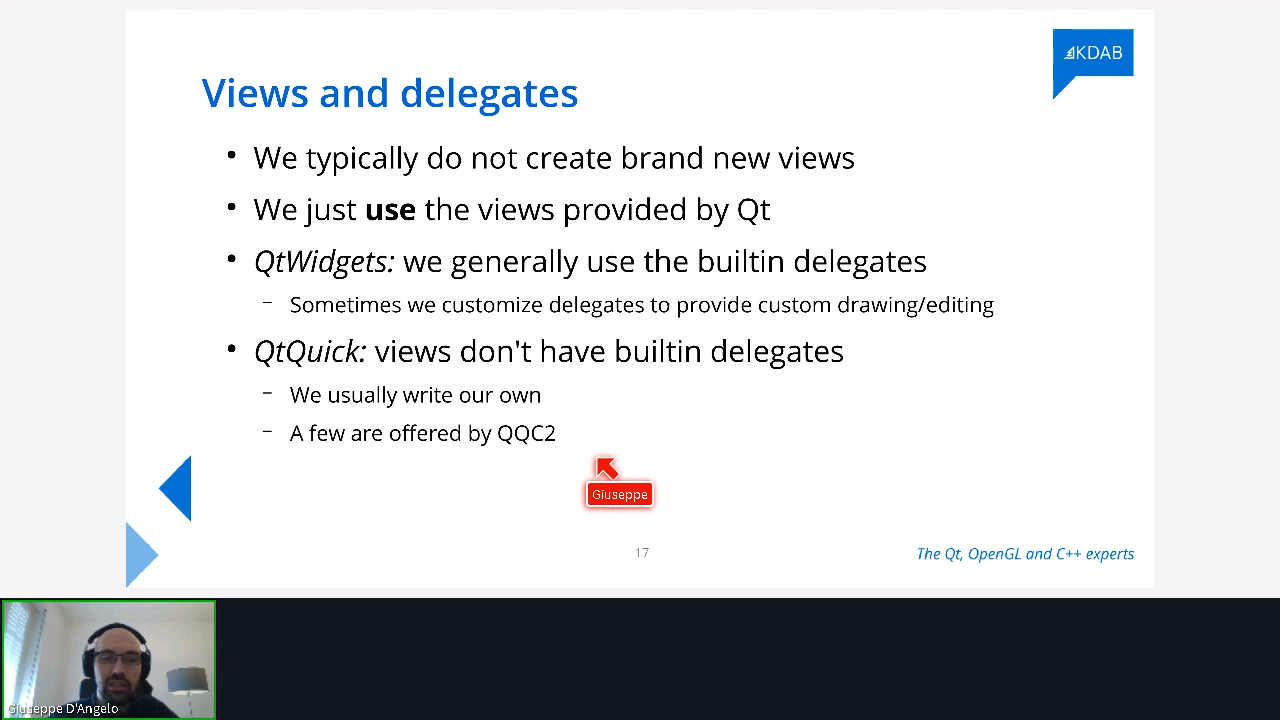 KDAB
Views and delegates
• We typically do not create brand new views
• We just use the views provided by Qt
• QtWidgets: we generally use the builtin delegates
– Sometimes we customize delegates to provide custom drawing/editing
• QtQuick: views don't have builtin delegates
– We usually write our own
– A few are offered by QQC2
Giuseppe
17
The Qt, OpenGL and C++ experts
Giuseppe D'Angelo